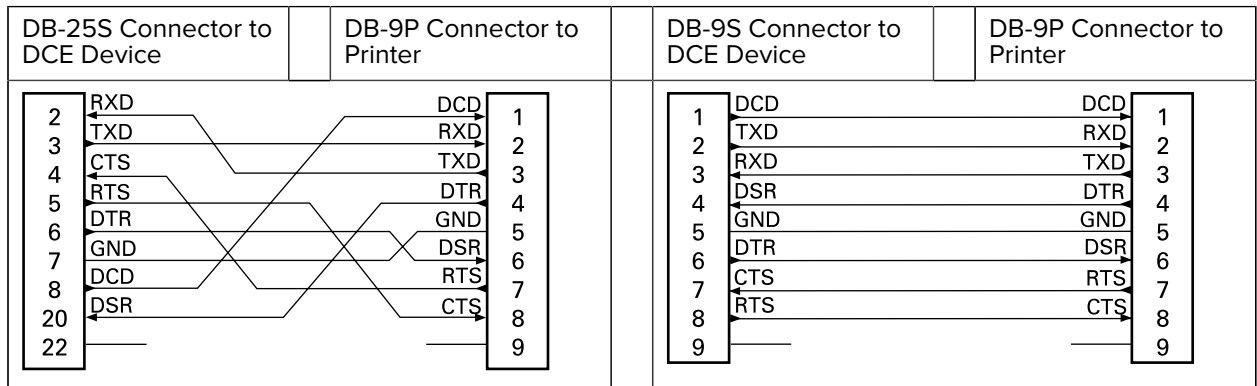 DB-25S Connector to
DCE Device
DB-9P Connector to
Printer
DB-9S Connector to
DCE Device
DB-9P Connector to
Printer
2 RXD DCD 1
3 TXD RXD 2
4 CTS TXD 3
5 RTS DTR 4
6 DTR GND 5
7 GND DSR 6
8 DCD RTS 7
20 DSR CTS 8
22 9
1 DCD DCD 1
2 TXD RXD 2
3 RXD TXD 3
4 DSR DTR 4
5 GND GND 5
6 DTR DSR 6
7 CTS RTS 7
8 RTS CTS 8
9 9